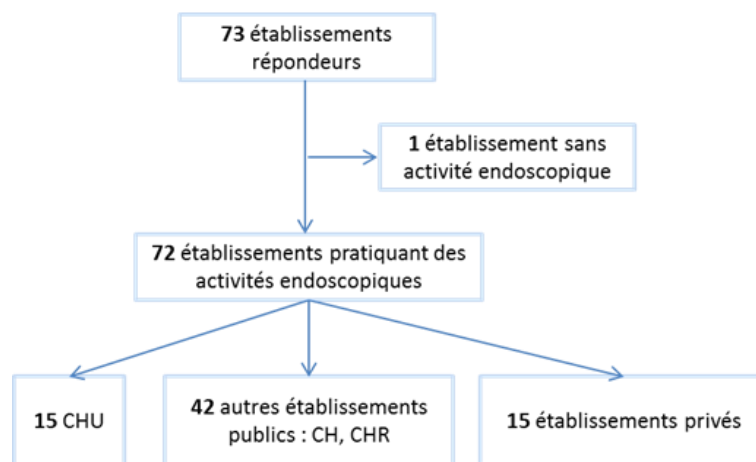 73 établissements
répondeurs
1 établissement sans
activité endoscopique
72 établissements pratiquant des
activités endoscopiques
15 CHU
42 autres établissements
publics : CH, CHR
15 établissements privés